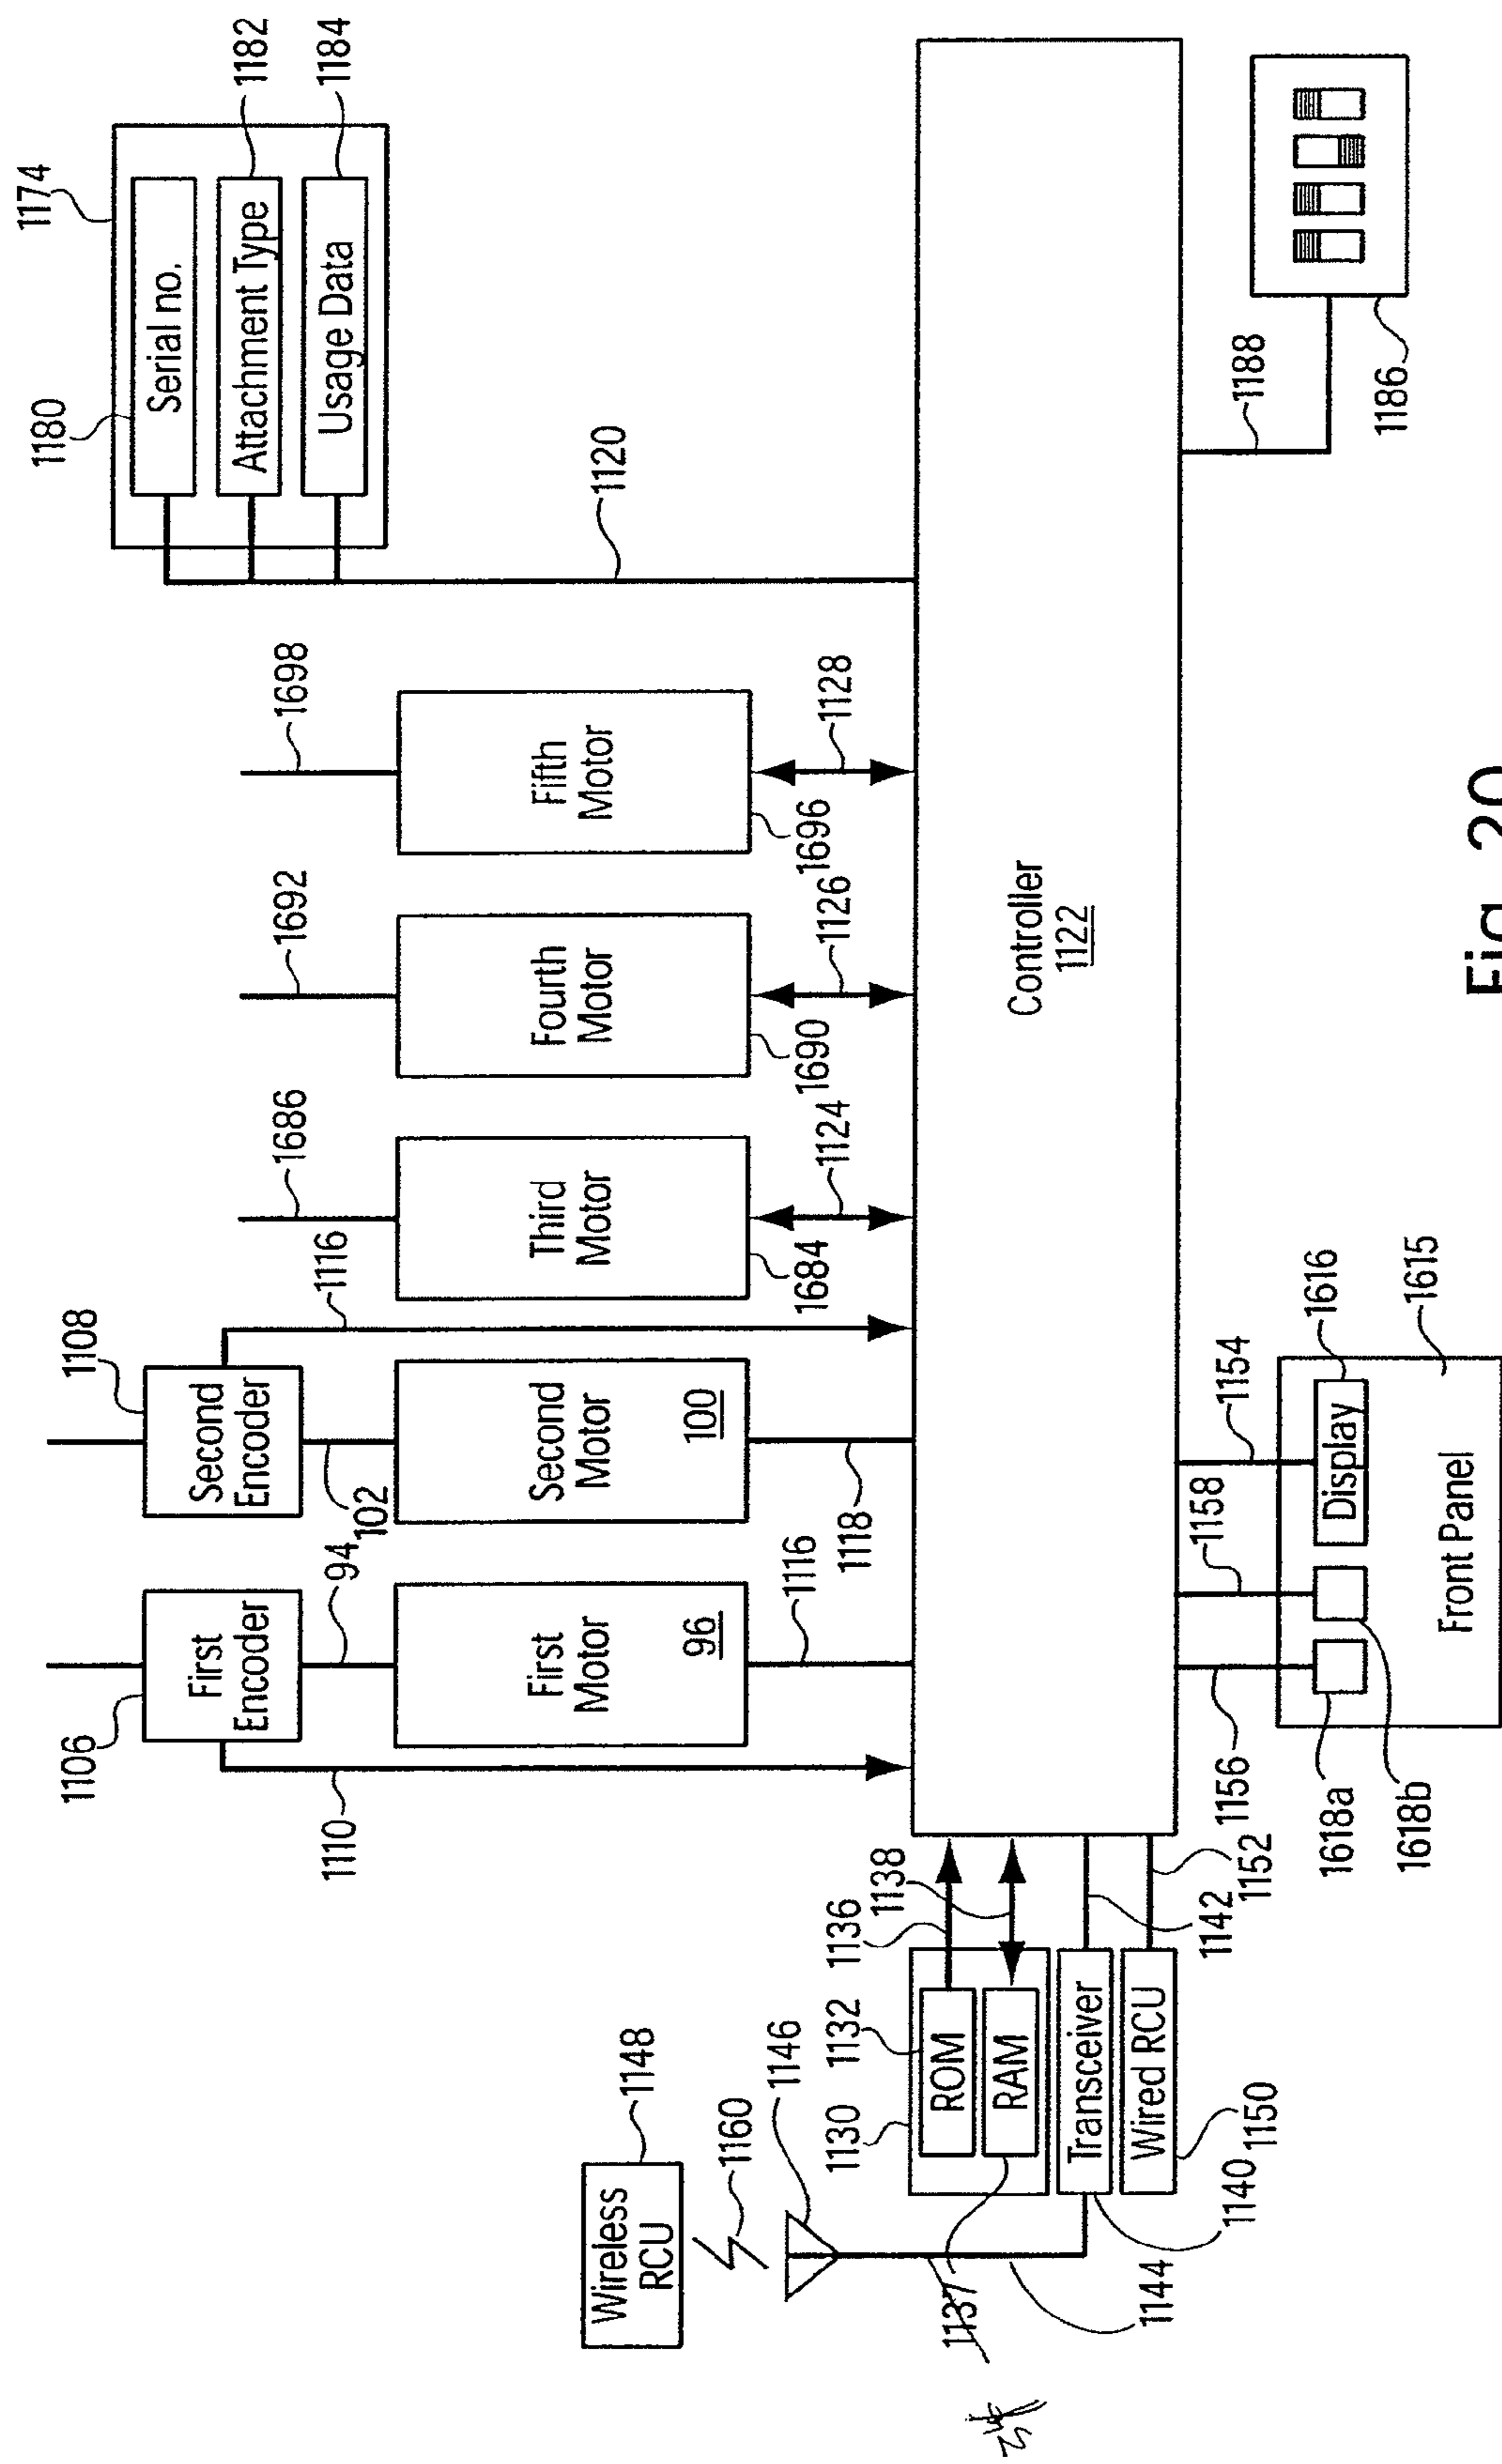 1174
1180
Serial no.
1182
Attachment Type
1184
Usage Data
1120
1698
Fifth
Motor
1696
1128
1692
Fourth
Motor
1690
1126
1686
Third
Motor
1684
1124
1108
Second
Encoder
1116
102
Second
Motor
100
1118
1106
First
Encoder
94
First
Motor
96
1116
1110
Controller
1122
1188
1186
Wireless
RCU
1148
1160
1146
1130
1132
ROM
1136
RAM
1138
1137
Transceiver
1142
1140
1144
Wired RCU
1152
1150
1156
1158
1154
1618a
1618b
Display
1616
Front Panel
1615
Fig. 20